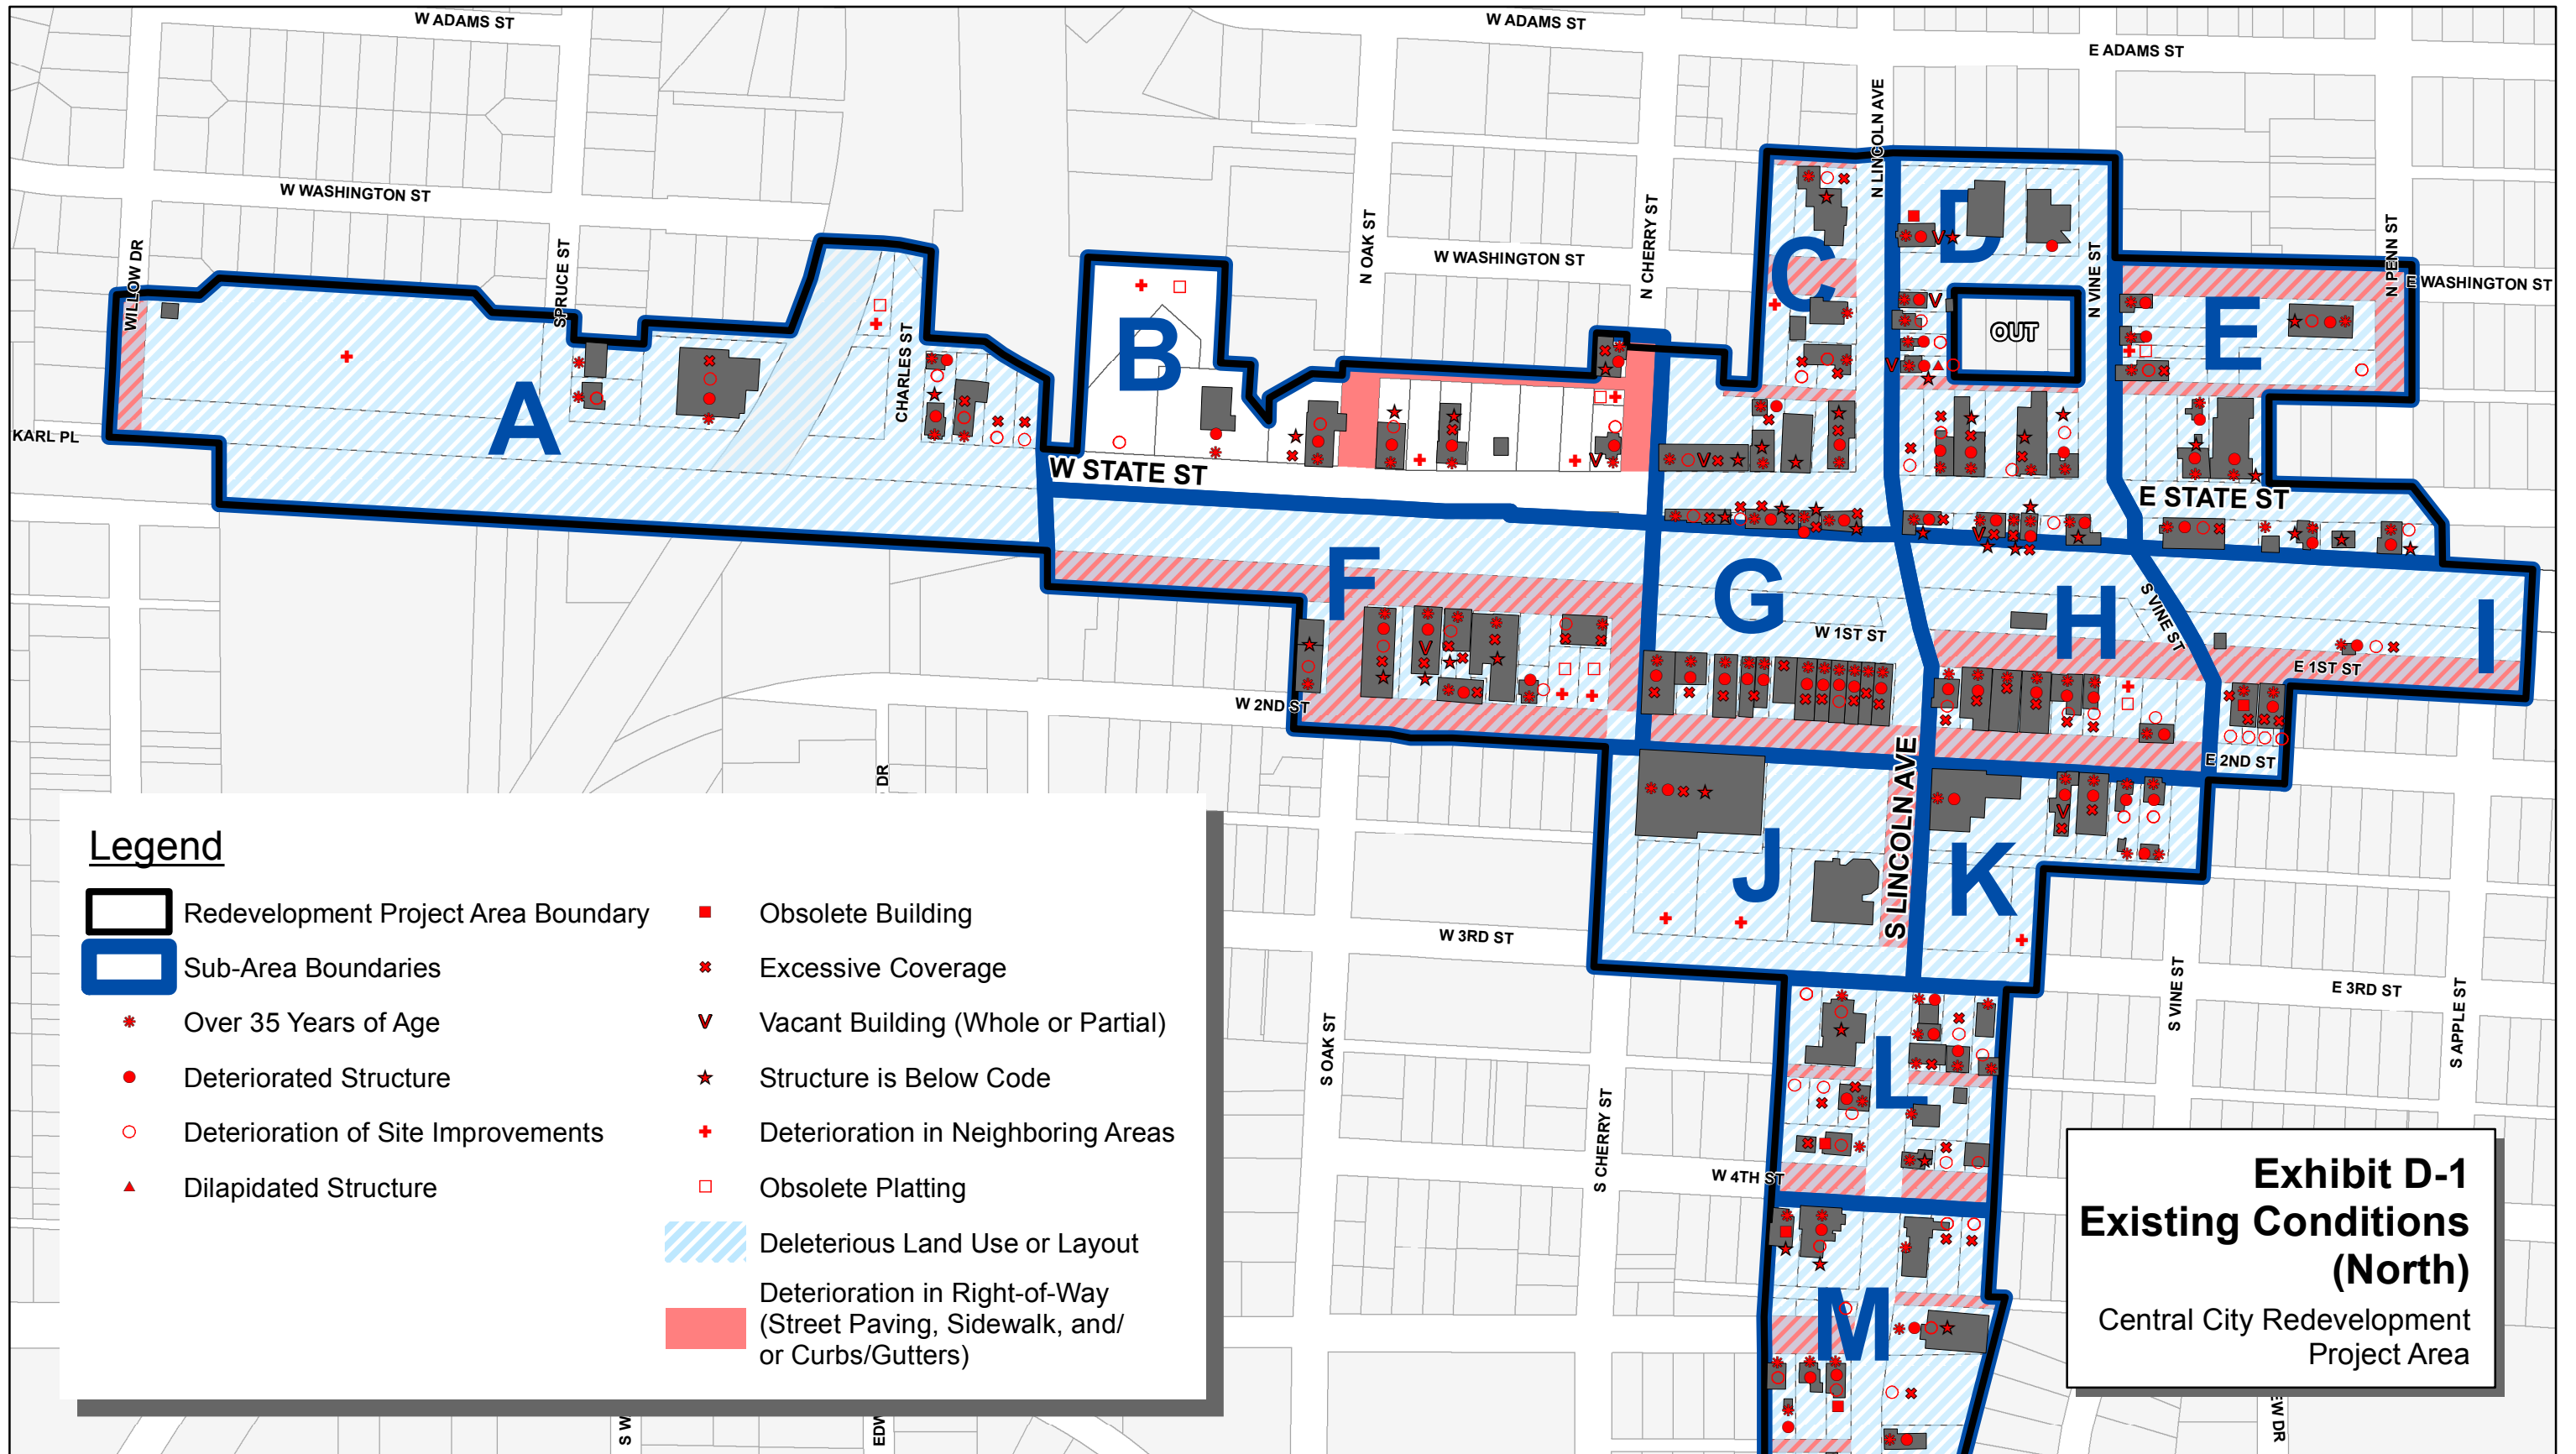 W ADAMS ST
W ADAMS ST
E ADAMS ST
N LINCOLN AVE
W WASHINGTON ST
WILLOW DR
SPRUCE ST
N OAK ST
W WASHINGTON ST
N CHERRY ST
N VINE ST
N PENN ST
E WASHINGTON ST
C
D
E
OUT
B
A
CHARLES ST
KARL PL
W STATE ST
E STATE ST
F
G
H
I
S VINE ST
W 1ST ST
E 1ST ST
W 2ND ST
E 2ND ST
DR
S LINCOLN AVE
J
K
W 3RD ST
E 3RD ST
S OAK ST
S CHERRY ST
S VINE ST
S APPLE ST
L
W 4TH ST
M
S W
EDW
EW DR
Legend
Redevelopment Project Area Boundary
Sub-Area Boundaries
Over 35 Years of Age
Deteriorated Structure
Deterioration of Site Improvements
Dilapidated Structure
Obsolete Building
Excessive Coverage
V Vacant Building (Whole or Partial)
Structure is Below Code
Deterioration in Neighboring Areas
Obsolete Platting
Deleterious Land Use or Layout
Deterioration in Right-of-Way
(Street Paving, Sidewalk, and/
or Curbs/Gutters)
Exhibit D-1
Existing Conditions
(North)
Central City Redevelopment
Project Area